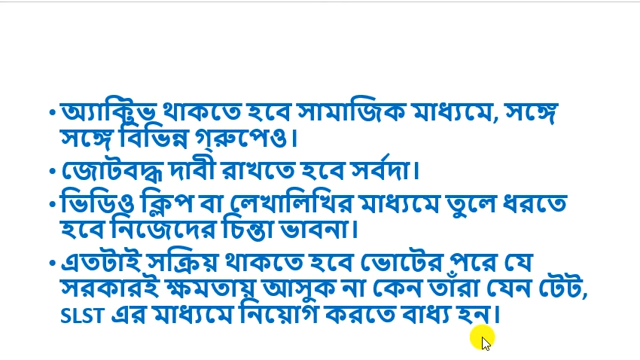 • অ্যাক্টিভ থাকতে হবে সামাজিক মাধ্যমে, সঙ্গে
সঙ্গে বিভিন্ন গ্রুপেও।
• জোটবদ্ধ দাবী রাখতে হবে সর্বদা।
• ভিডিও ক্লিপ বা লেখালিখির মাধ্যমে তুলে ধরতে
হবে নিজেদের চিন্তা ভাবনা।
• এতটাই সক্রিয় থাকতে হবে ভোটের পরে যে
সরকারই ক্ষমতায় আসুক না কেন তাঁরা যেন টেট,
SLST এর মাধ্যমে নিয়োগ করতে বাধ্য হন।